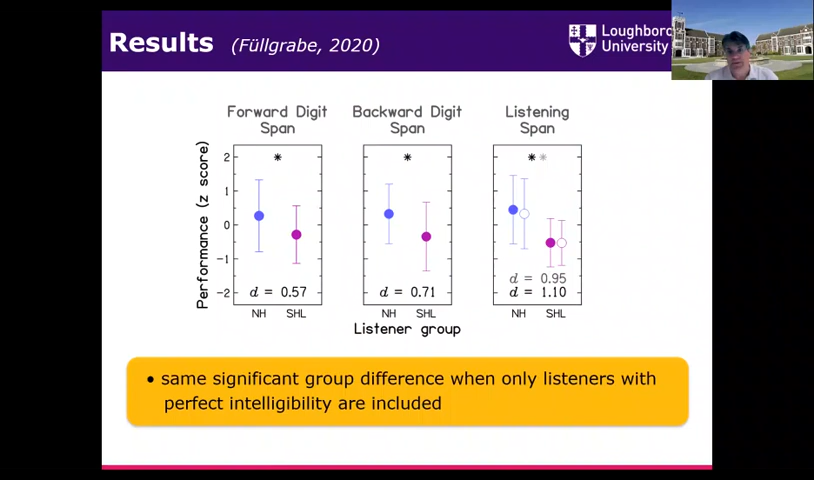 Results (Füllgrabe, 2020)
Loughboro
University
Forward Digit
Span
Backward Digit
Span
Listening
Span
Performance (z score)
2
1
0
-1
-2
*
*
* *
d = 0.57
d = 0.71
d = 0.95
d = 1.10
NH SHL
NH SHL
NH SHL
Listener group
• same significant group difference when only listeners with
perfect intelligibility are included